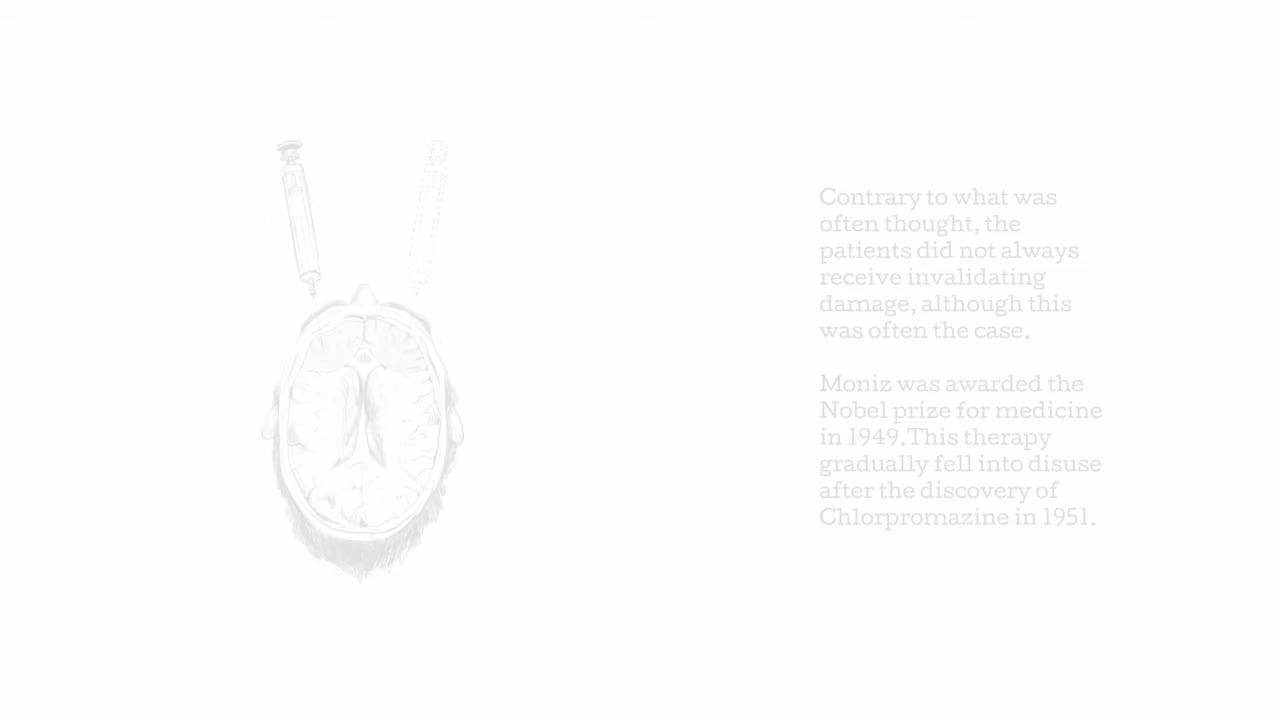 Contrary to what was
often thought, the
patients did not always
receive invalidating
damage, although this
was often the case.
Moniz was awarded the
Nobel prize for medicine
in 1949.This therapy
gradually fell into disuse
after the discovery of
Chlorpromazine in 1951.